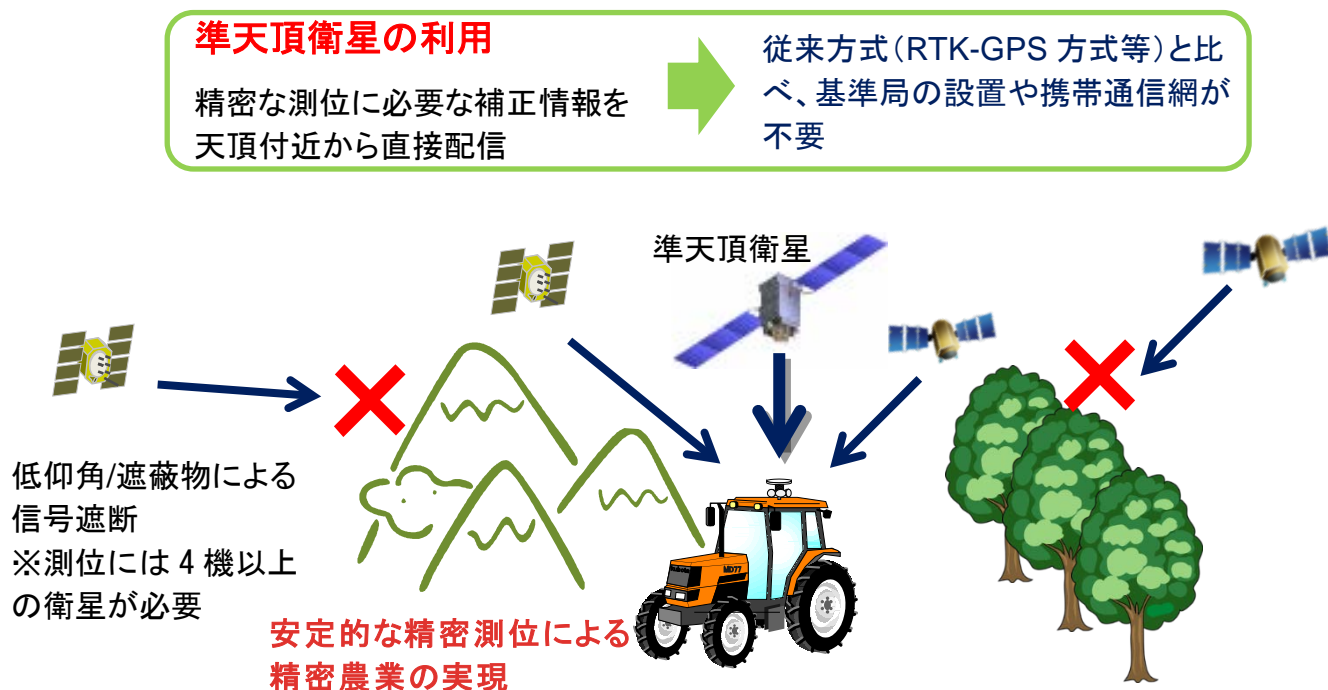 準天頂衛星の利用
精密な測位に必要な補正情報を
天頂付近から直接配信
従来方式(RTK-GPS 方式等)と比
べ、基準局の設置や携帯通信網が
不要
準天頂衛星
低仰角/遮蔽物による
信号遮断
※測位には 4 機以上
の衛星が必要
MD77
安定的な精密測位による
精密農業の実現